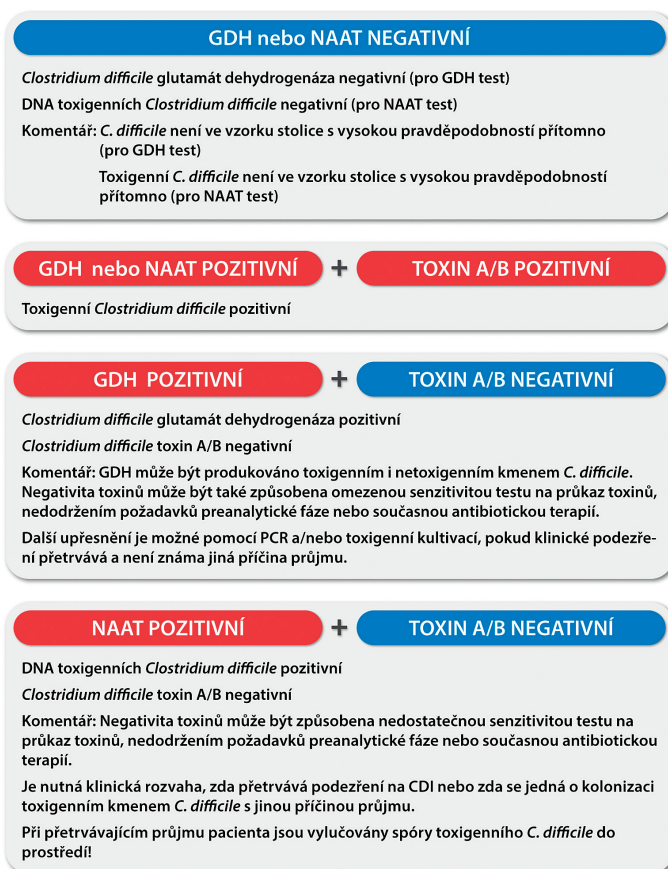 GDH nebo NAAT NEGATIVNÍ
Clostridium difficile glutamát dehydrogenáza negativní (pro GDH test)
DNA toxigenních Clostridium difficile negativní (pro NAAT test)
Komentář: C. difficile není ve vzorku stolice s vysokou pravděpodobností přítomno
(pro GDH test)
Toxigenní C. difficile není ve vzorku stolice s vysokou pravděpodobností
přítomno (pro NAAT test)
GDH nebo NAAT POZITIVNÍ + TOXIN A/B POZITIVNÍ
Toxigenní Clostridium difficile pozitivní
GDH POZITIVNÍ + TOXIN A/B NEGATIVNÍ
Clostridium difficile glutamát dehydrogenáza pozitivní
Clostridium difficile toxin A/B negativní
Komentář: GDH může být produkováno toxigenním i netoxigenním kmenem C. difficile.
Negativita toxinů může být také způsobena omezenou senzitivitou testu na průkaz toxinů,
nedodržením požadavků preanalytické fáze nebo současnou antibiotickou terapií.
Další upřesnění je možné pomocí PCR a/nebo toxigenní kultivací, pokud klinické podezře-
ní přetrvává a není známa jiná příčina průjmu.
NAAT POZITIVNÍ + TOXIN A/B NEGATIVNÍ
DNA toxigenních Clostridium difficile pozitivní
Clostridium difficile toxin A/B negativní
Komentář: Negativita toxinů může být způsobena nedostatečnou senzitivitou testu na
průkaz toxinů, nedodržením požadavků preanalytické fáze nebo současnou antibiotickou
terapií.
Je nutná klinická rozvaha, zda přetrvává podezření na CDI nebo zda se jedná o kolonizaci
toxigenním kmenem C. difficile s jinou příčinou průjmu.
Při přetrvávajícím průjmu pacienta jsou vylučovány spóry toxigenního C. difficile do
prostředí!